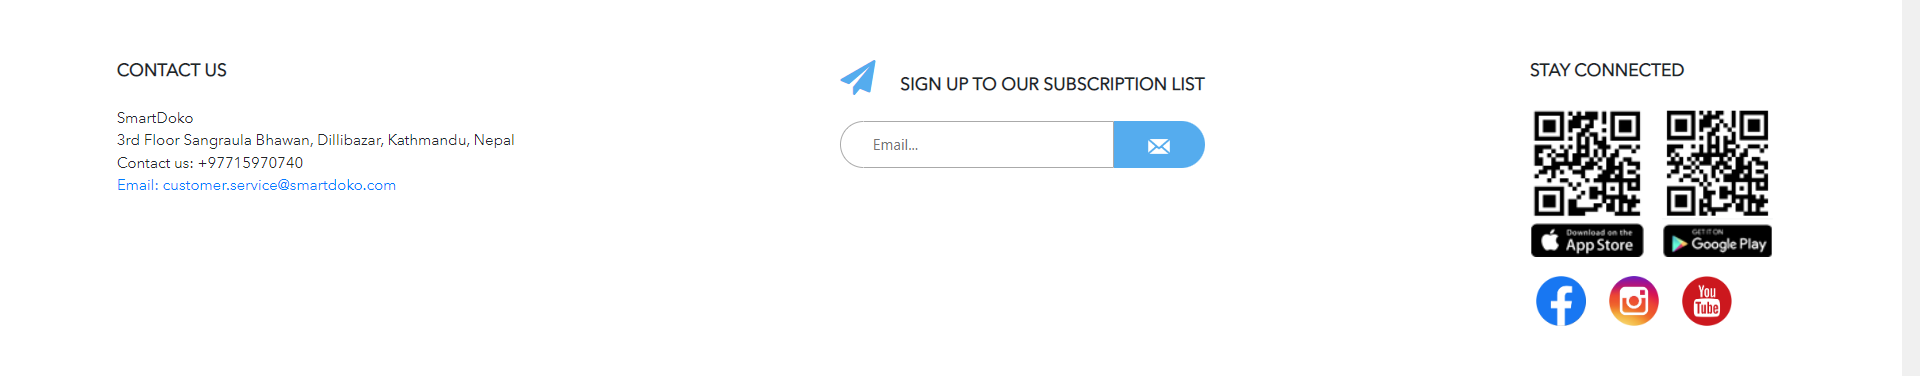 CONTACT US
SmartDoko
3rd Floor Sangraula Bhawan, Dillibazar, Kathmandu, Nepal
Contact us: +97715970740
Email: customer.service@smartdoko.com
SIGN UP TO OUR SUBSCRIPTION LIST
Email...
STAY CONNECTED
Download on the
App Store
GET IT ON
Google Play
You
Tube